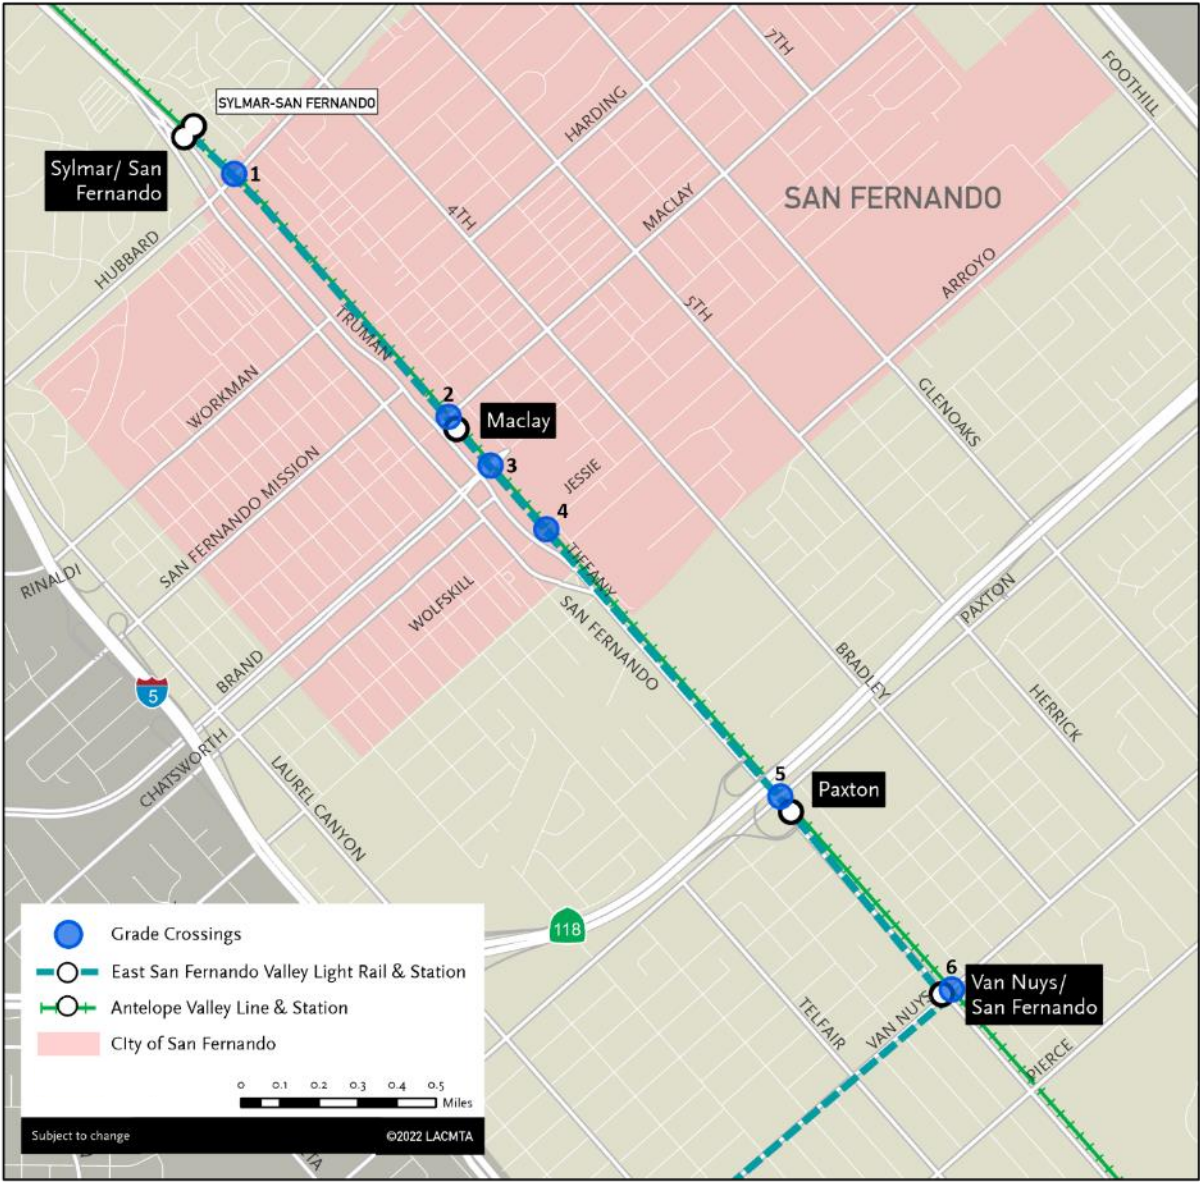 7TH
FOOTHILL
SYLMAR-SAN FERNANDO
HARDING
Sylmar/ San
Fernando
1
SAN FERNANDO
MACLAY
4TH
HUBBARD
ARROYO
5TH
TRUMAN
WORKMAN
2
Maclay
GLENOAKS
3
JESSIE
SAN FERNANDO MISSION
4
TIFFANY
RINALDI
WOLFSKILL
SAN FERNANDO
PAXTON
BRAND
BRADLEY
5
HERRICK
CHATSWORTH
LAUREL CANYON
5
Paxton
118
6
Van Nuys/
San Fernando
TELFAIR
VAN NUYS
PIERCE
Grade Crossings
East San Fernando Valley Light Rail & Station
Antelope Valley Line & Station
CIty of San Fernando
0 0.1 0.2 0.3 0.4 0.5
Miles
Subject to change
©2022 LACMTA